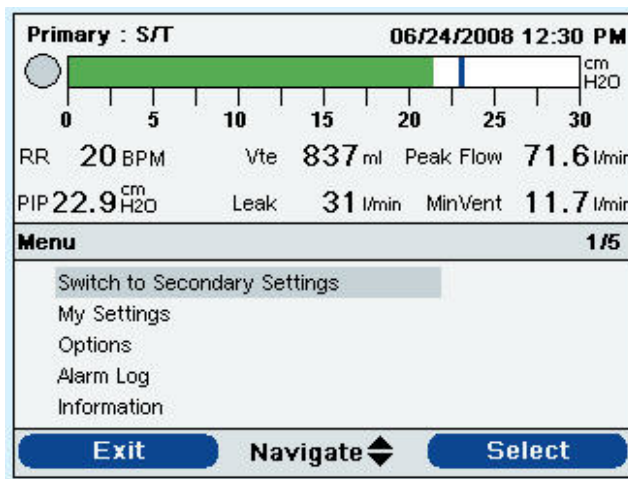 Primary : S/T 06/24/2008 12:30 PM
cm
H2O
0 5 10 15 20 25 30
RR 20 BPM Vte 837 ml Peak Flow 71.6 l/min
PIP 22.9 cm H2O Leak 31 l/min MinVent 11.7 l/min
Menu 1/5
Switch to Secondary Settings
My Settings
Options
Alarm Log
Information
Exit Navigate Select